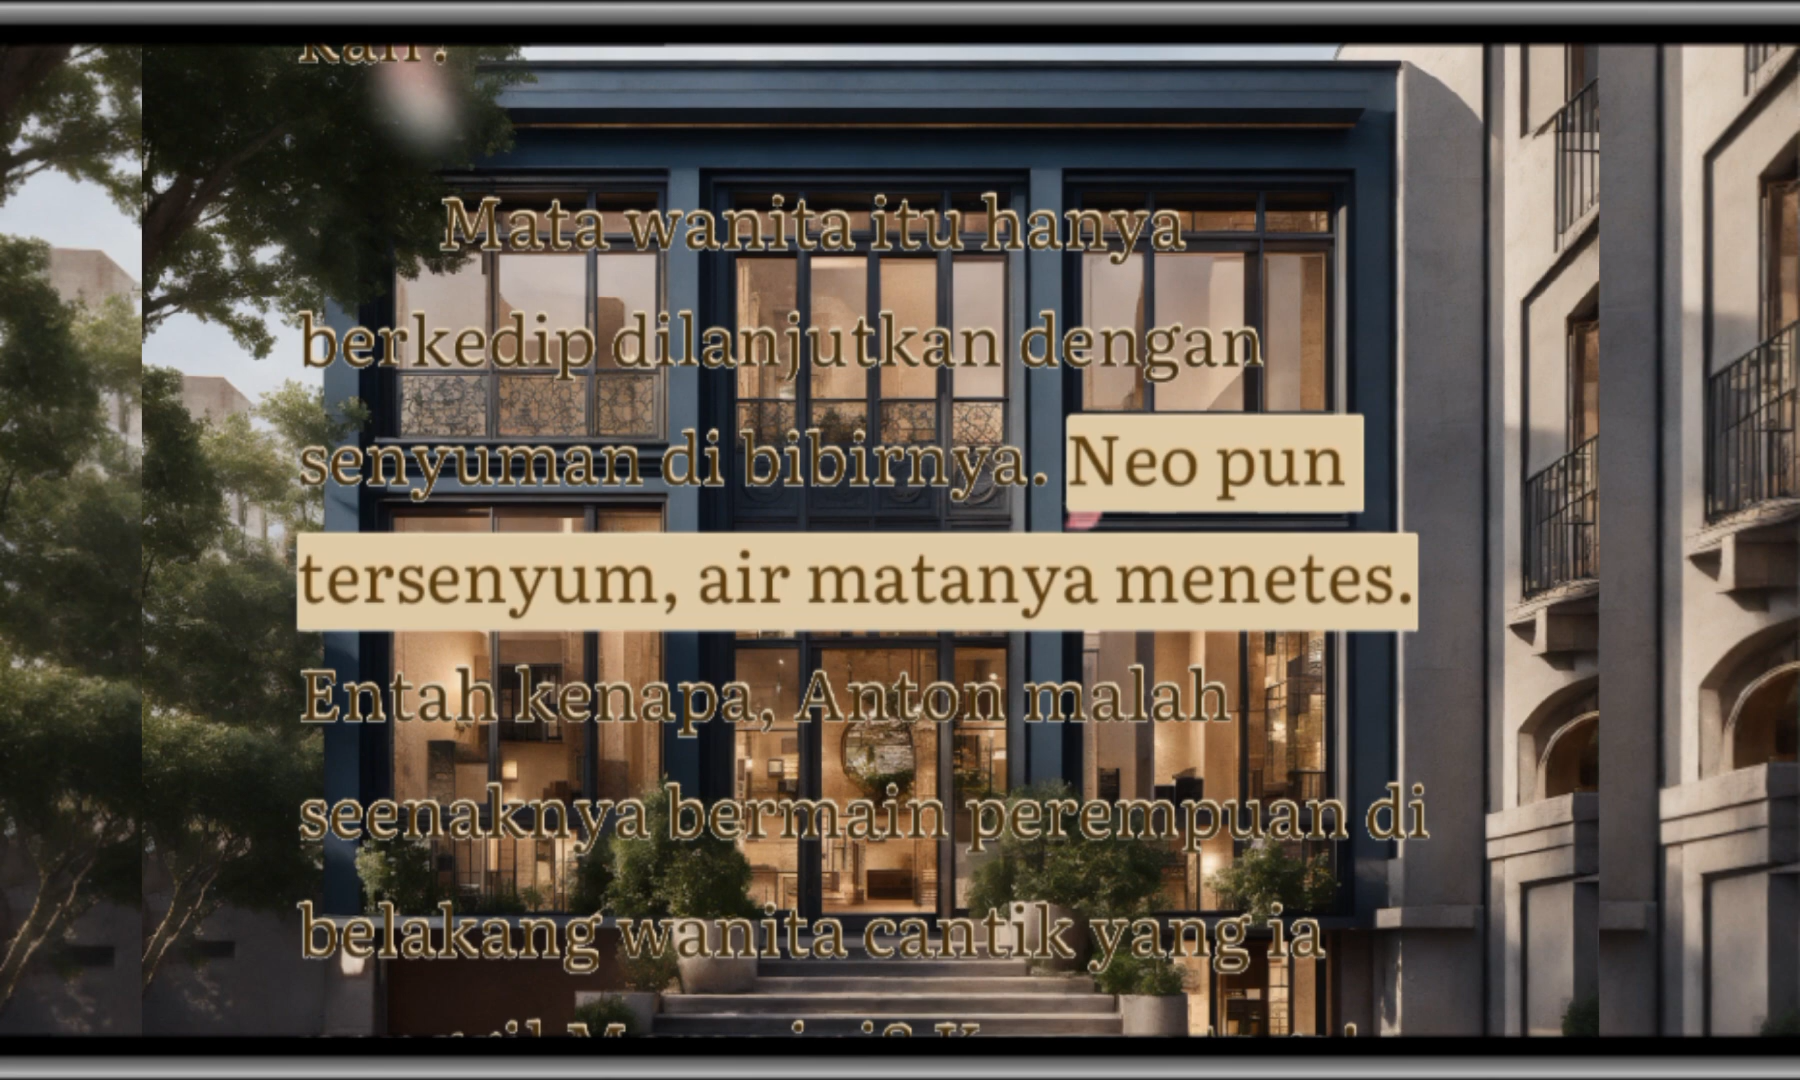 Mata wanita itu hanya
berkedip dilanjutkan dengan
senyuman di bibirnya. Neo pun
tersenyum, air matanya menetes.
Entah kenapa, Anton malah
seenaknya bermain perempuan di
belakang wanita cantik yang ia